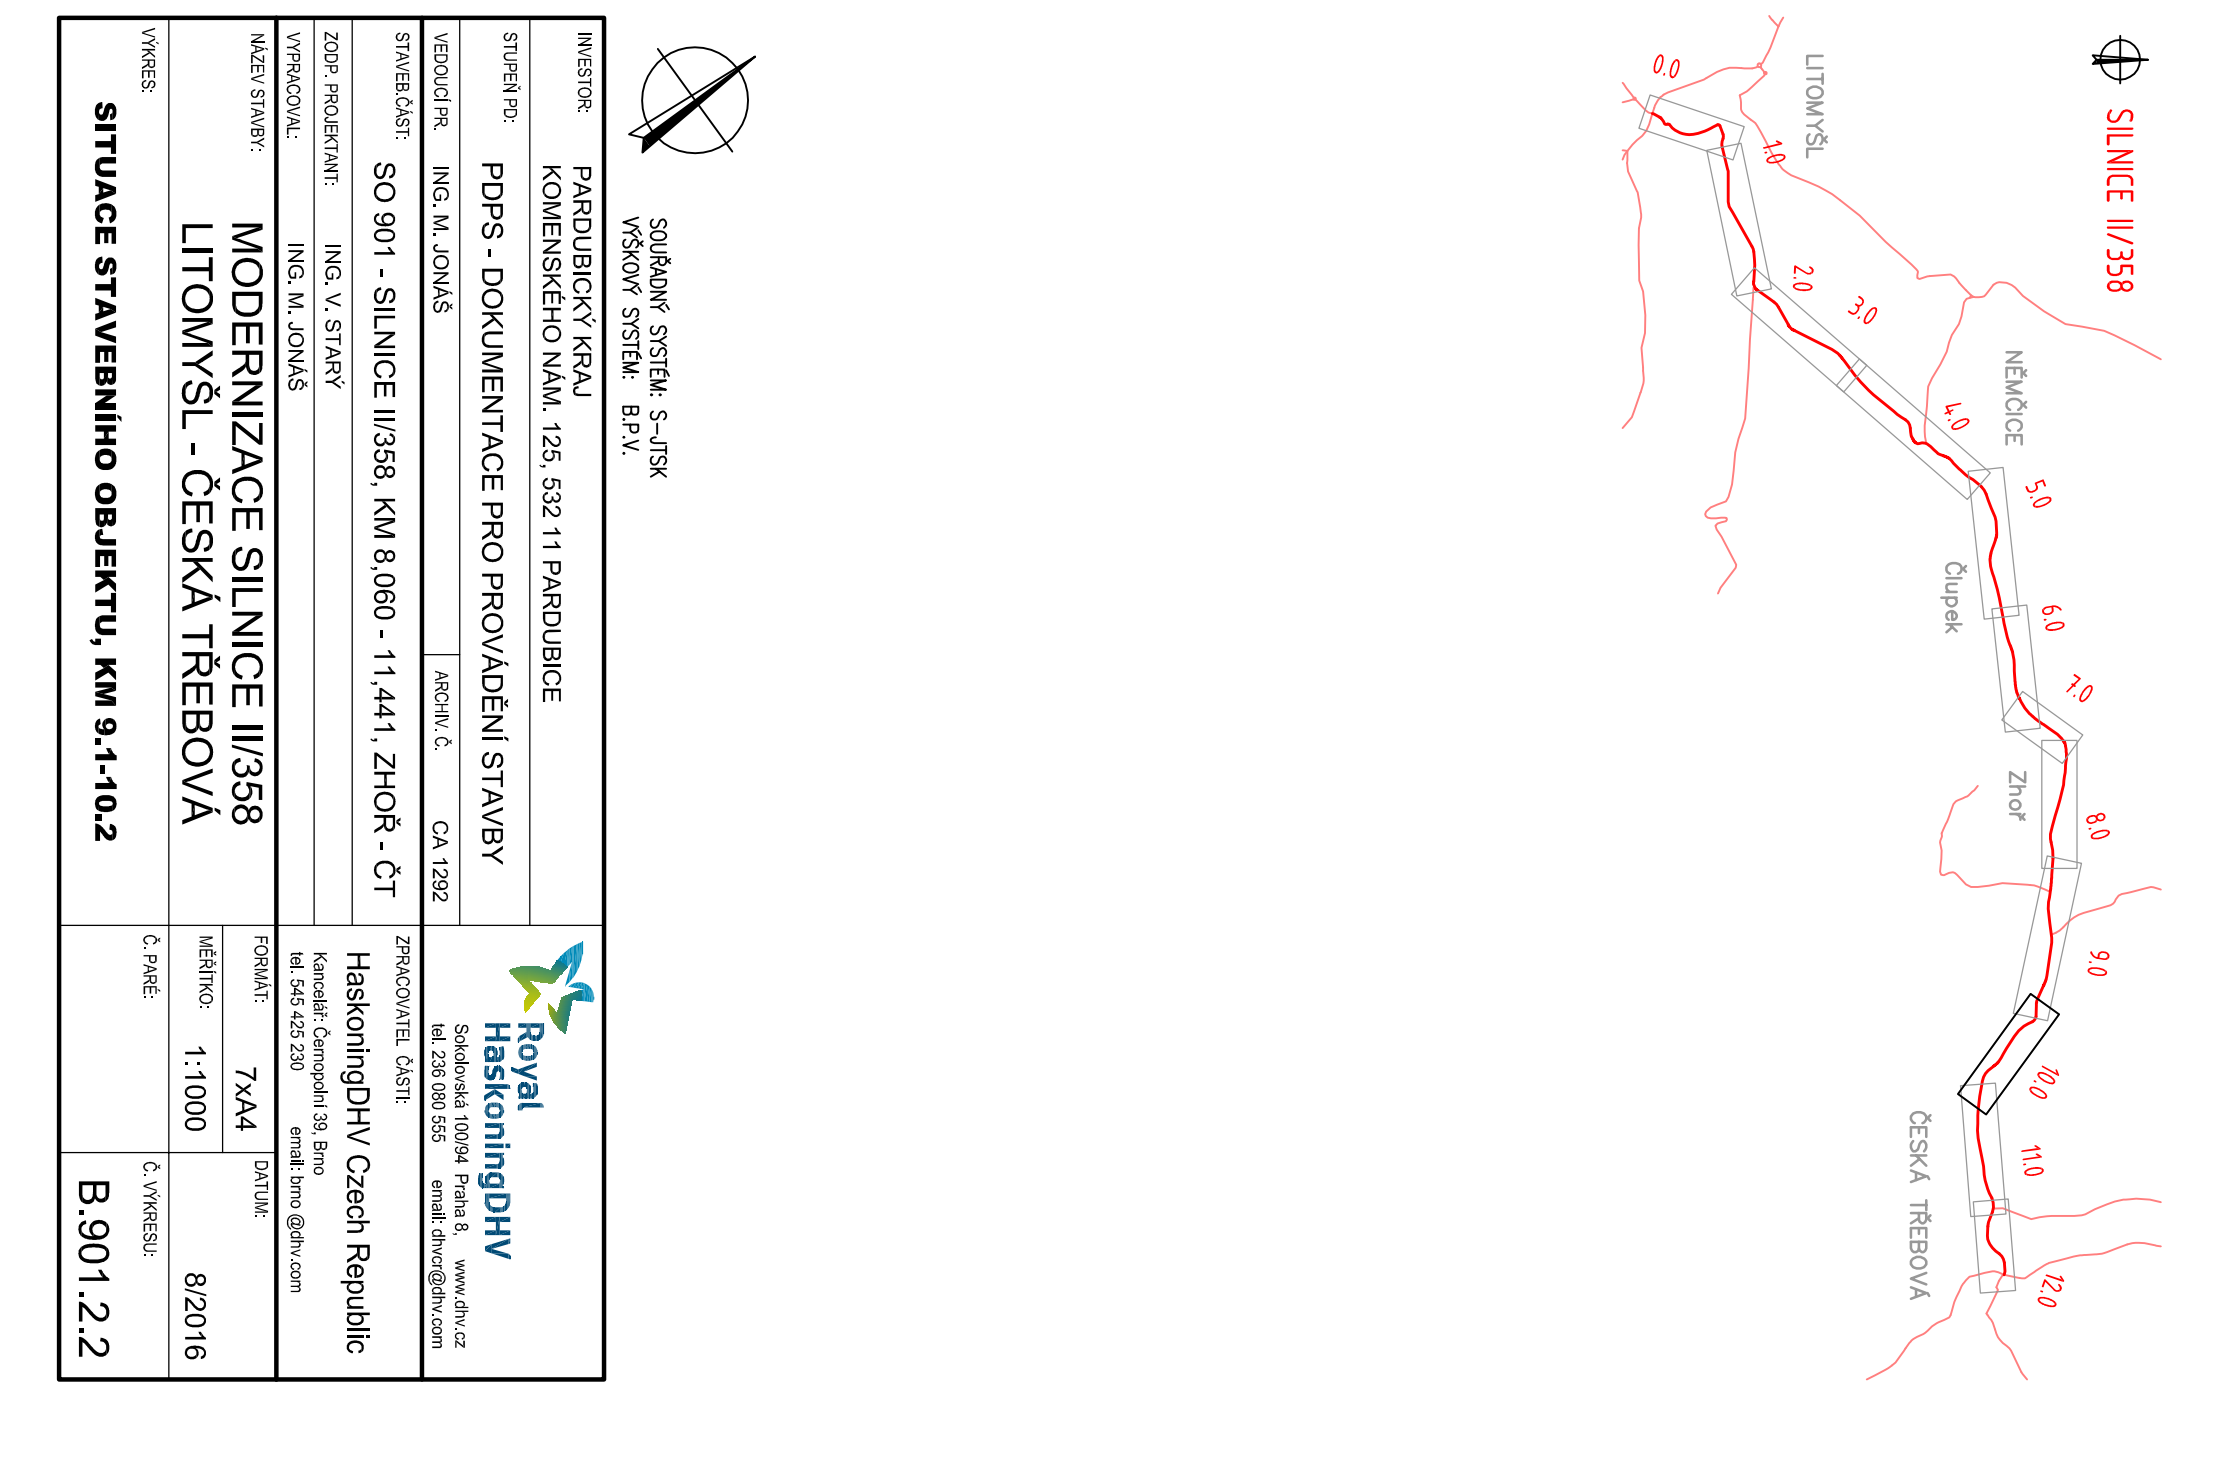 SOUŘADNÝ SYSTÉM: S-JTSK
VÝŠKOVÝ SYSTÉM: B.P.V.
INVESTOR:
PARDUBICKÝ KRAJ
KOMENSKÉHO NÁM. 125, 532 11 PARDUBICE
STUPEŇ PD:
PDPS - DOKUMENTACE PRO PROVÁDĚNÍ STAVBY
VEDOUCÍ PR. ING. M. JONÁŠ
ARCHIV. Č. CA 1292
Royal
HaskoningDHV
Sokolovská 100/94 Praha 8, www.dhv.cz
tel. 236 080 555 email: dhvcr@dhv.com
STAVEB.ČÁST:
SO 901 - SILNICE II/358, KM 8,060 - 11,441, ZHOŘ - ČT
ZODP. PROJEKTANT: ING. V. STARÝ
VYPRACOVAL: ING. M. JONÁŠ
ZPRACOVATEL ČÁSTI:
HaskoningDHV Czech Republic
Kancelář: Černopolní 39, Brno
tel. 545 425 230 email: brno @dhv.com
NÁZEV STAVBY:
MODERNIZACE SILNICE II/358
LITOMYŠL - ČESKÁ TŘEBOVÁ
FORMÁT: 7xA4
MĚŘÍTKO: 1:1000
DATUM:
8/2016
VÝKRES:
SITUACE STAVEBNÍHO OBJEKTU, KM 9.1-10.2
Č. PARÉ:
Č. VÝKRESU:
B.901.2.2
SILNICE II/358
LITOMYŠL
NĚMČICE
Člupek
Zhoř
ČESKÁ TŘEBOVÁ
0.0
1.0
2.0
3.0
4.0
5.0
6.0
7.0
8.0
9.0
10.0
11.0
12.0